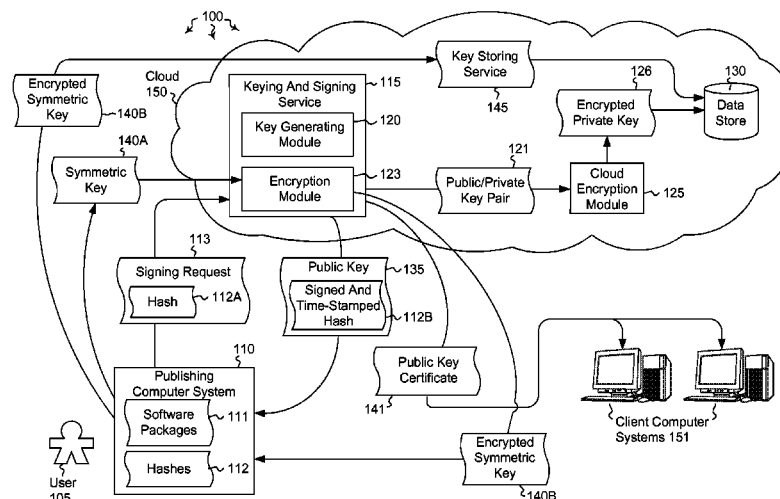 100
Cloud
150
Encrypted
Symmetric
Key
140B
140A
Symmetric
Key
Keying And Signing
Service
115
Key Generating
Module
120
Encryption
Module
123
Key Storing
Service
145
121
Public/Private
Key Pair
126
Encrypted
Private Key
130
Data
Store
Cloud
Encryption
Module
125
113
Signing Request
Hash
112A
Public Key
135
Signed And
Time-Stamped
Hash
112B
110
Publishing
Computer System
Software
Packages
111
Hashes
112
User
105
Public Key
Certificate
141
Encrypted
Symmetric
Key
140B
Client Computer
Systems 151